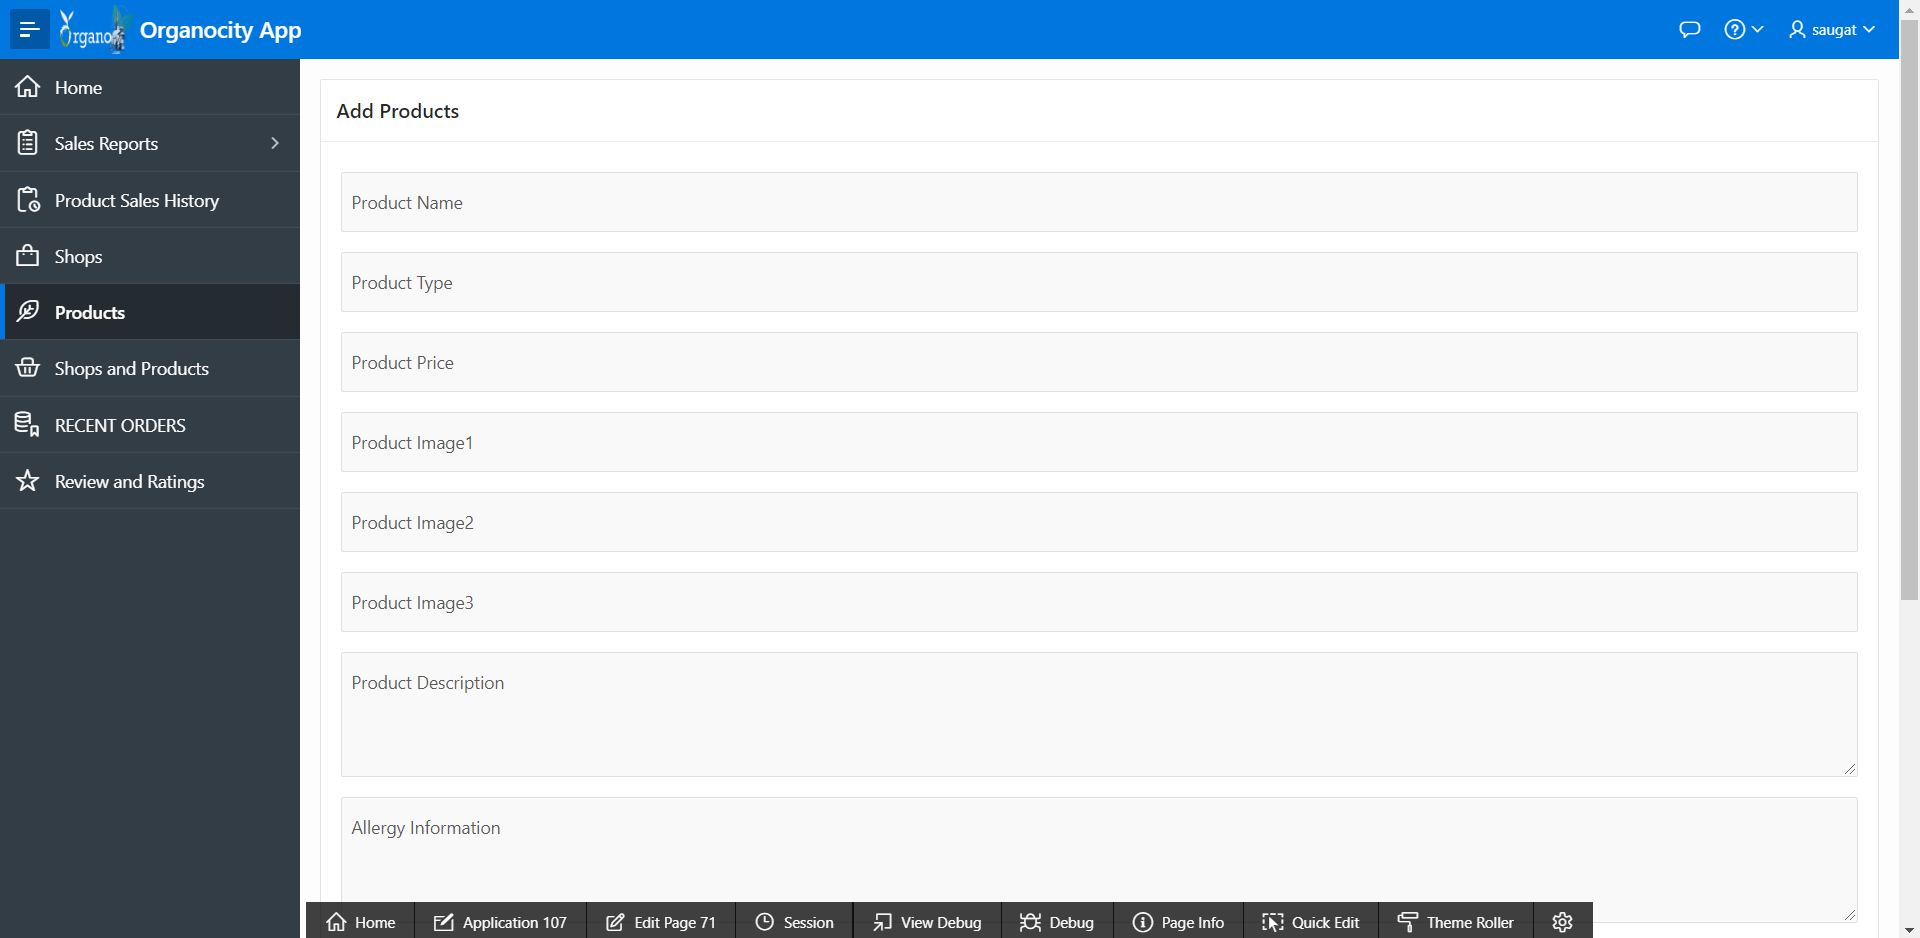 Organo
Organocity App
saugat
Home
Sales Reports
Product Sales History
Shops
Products
Shops and Products
RECENT ORDERS
Review and Ratings
Add Products
Product Name
Product Type
Product Price
Product Image1
Product Image2
Product Image3
Product Description
Allergy Information
Home Application 107 Edit Page 71 Session View Debug Debug Page Info Quick Edit Theme Roller